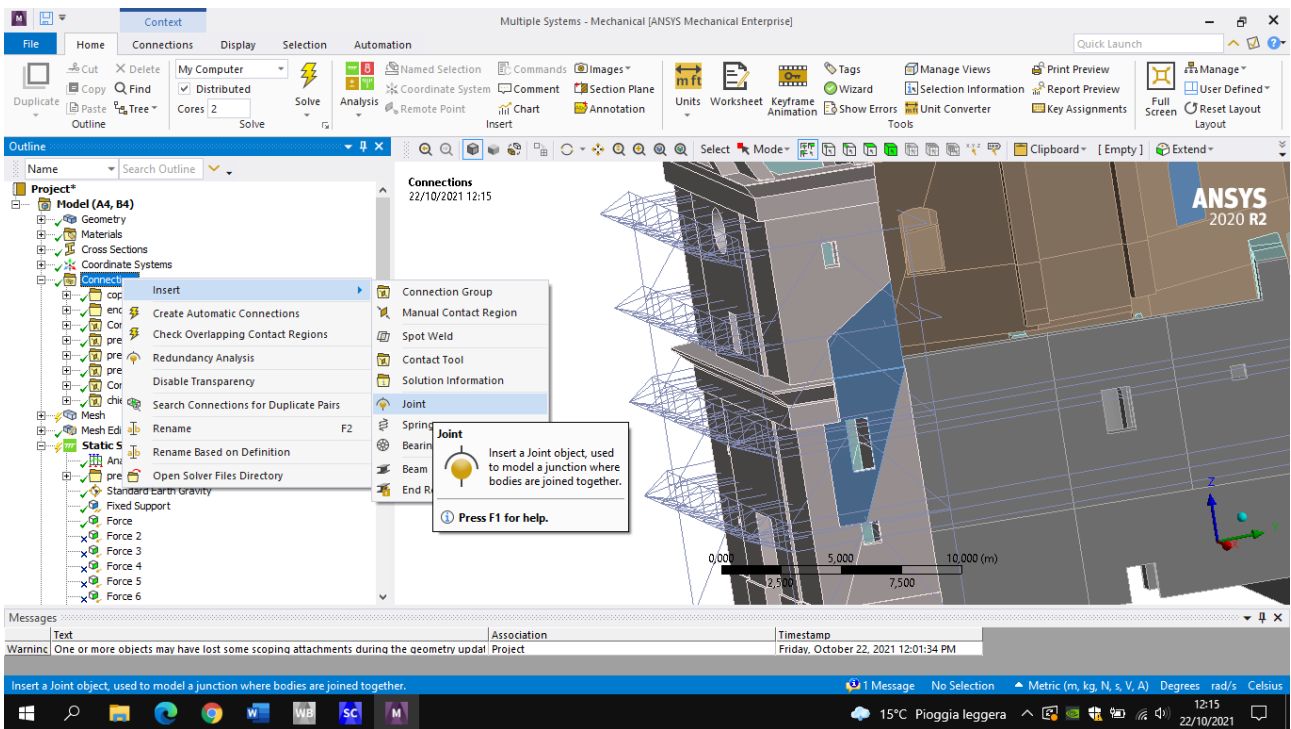 Context
Multiple Systems - Mechanical [ANSYS Mechanical Enterprise]
File Home Connections Display Selection Automation
Quick Launch
Duplicate
Cut
Copy
Paste
Delete
Find
Tree
Outline
My Computer
Distributed
Cores 2
Solve
Solve
Analysis
Named Selection
Coordinate System
Remote Point
Commands
Comment
Chart
Images
Section Plane
Annotation
Insert
Units
Worksheet
Keyframe
Animation
Tags
Wizard
Show Errors
Manage Views
Selection Information
Unit Converter
Print Preview
Report Preview
Key Assignments
Tools
Full
Screen
Manage
User Defined
Reset Layout
Layout
Outline
Select Mode Clipboard [ Empty ] Extend
Name Search Outline
Project*
Model (A4, B4)
Geometry
Materials
Cross Sections
Coordinate Systems
Mesh
Standard Earth Gravity
Fixed Support
Force
Force 2
Force 3
Force 4
Force 5
Force 6
Insert
Create Automatic Connections
Check Overlapping Contact Regions
Redundancy Analysis
Disable Transparency
Search Connections for Duplicate Pairs
Rename F2
Rename Based on Definition
Open Solver Files Directory
Connection Group
Manual Contact Region
Spot Weld
Contact Tool
Solution Information
Joint
Spring
Beam
Joint
Insert a Joint object, used
to model a junction where
bodies are joined together.
Press F1 for help.
Connections
22/10/2021 12:15
ANSYS
2020 R2
0,000 5,000 10,000 (m)
2,500 7,500
Z
Y
X
Messages
Text Association Timestamp
Warning One or more objects may have lost some scoping attachments during the geometry updat Project Friday, October 22, 2021 12:01:34 PM
Insert a Joint object, used to model a junction where bodies are joined together.
1 Message No Selection Metric (m, kg, N, s, V, A) Degrees rad/s Celsius
W WB SC M
15°C Pioggia leggera
12:15
22/10/2021